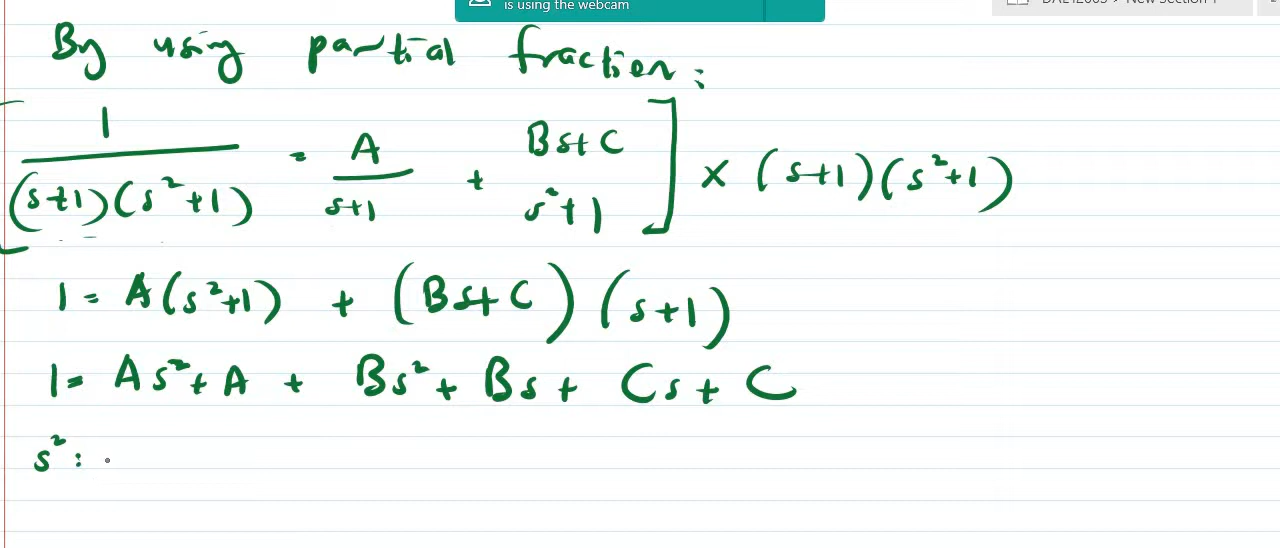 is using the webcam
By using partial fraction:
[1/((s+1)(s²+1)) = A/(s+1) + (Bs+C)/(s²+1)] × (s+1)(s²+1)
1 = A(s²+1) + (Bs+C)(s+1)
1 = As²+A + Bs²+Bs+ Cs+C
s² :